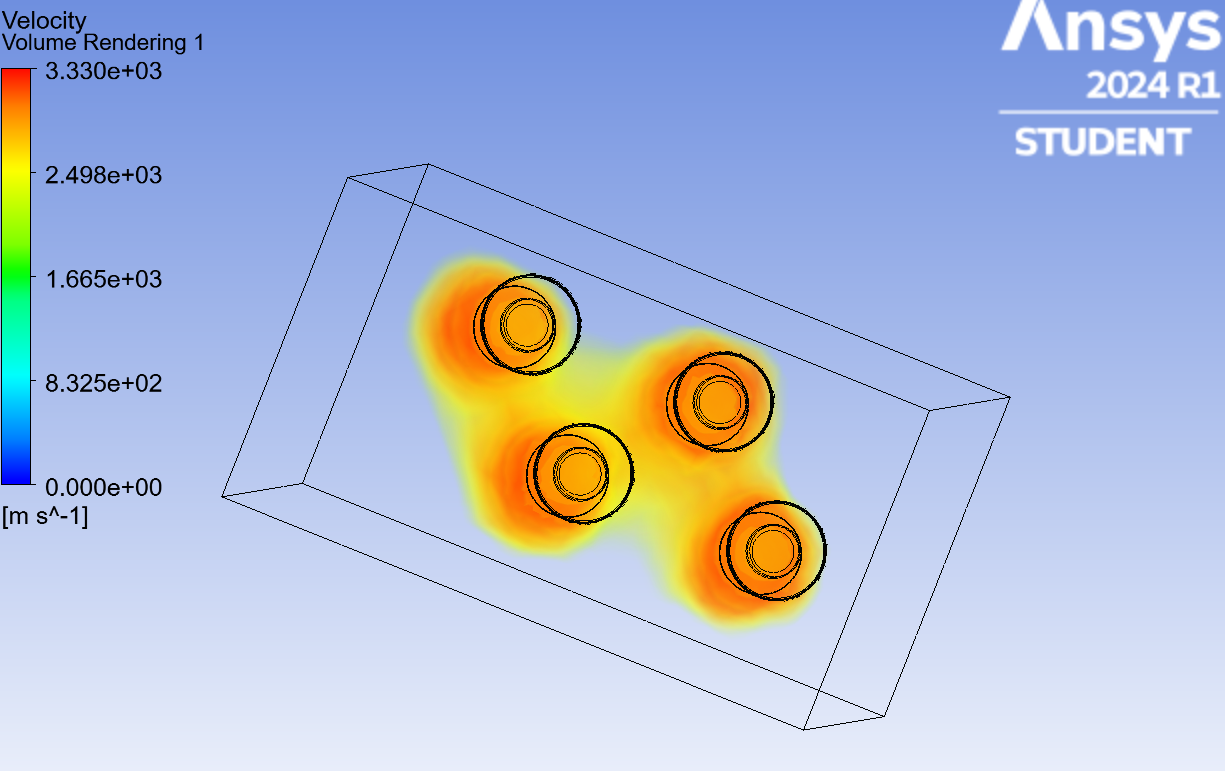 Velocity
Volume Rendering 1
3.330e+03
2.498e+03
1.665e+03
8.325e+02
0.000e+00
[m s^-1]
Ansys
2024 R1
STUDENT